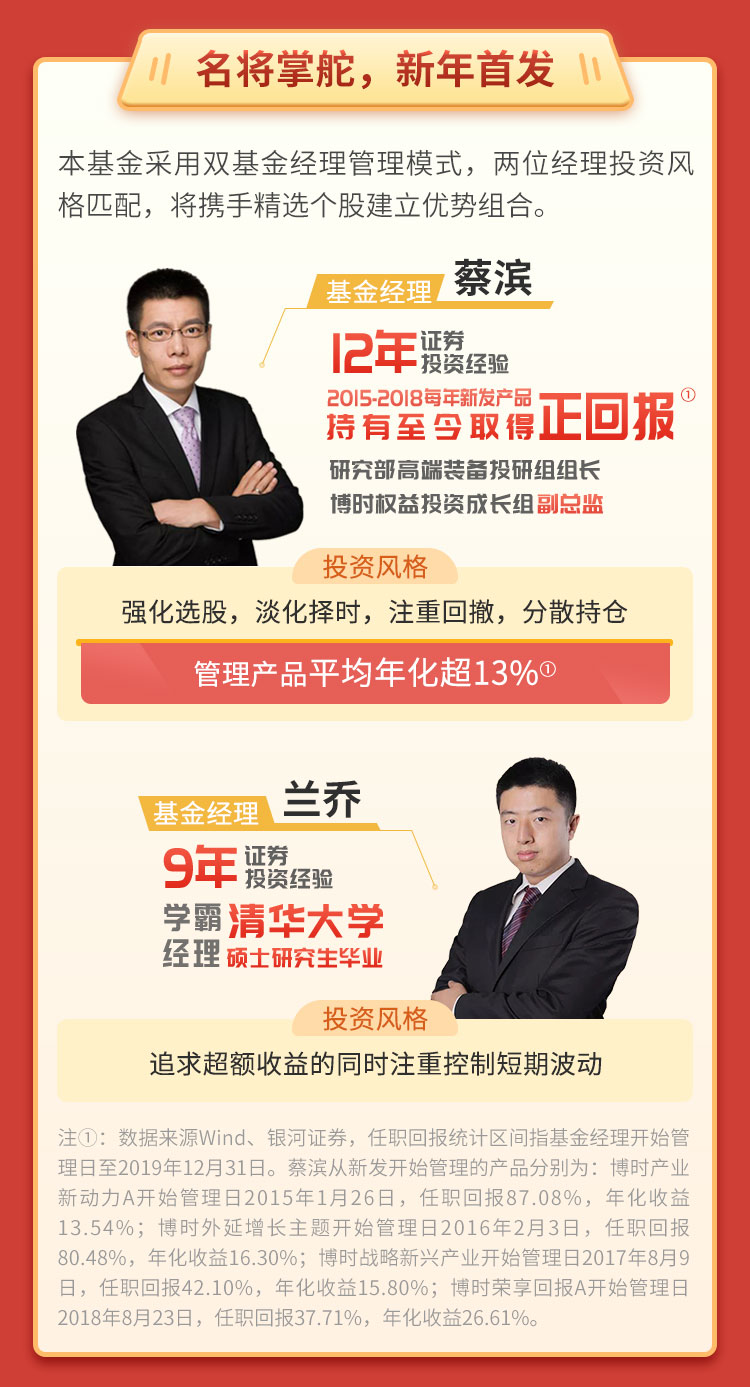 名将掌舵，新年首发
本基金采用双基金经理管理模式，两位经理投资风
格匹配，将携手精选个股建立优势组合。
基金经理 蔡滨
12年 证券
投资经验
2015-2018每年新发产品
持有至今取得 正回报①
研究部高端装备投研组组长
博时权益投资成长组副总监
投资风格
强化选股，淡化择时，注重回撤，分散持仓
管理产品平均年化超13%①
基金经理 兰乔
9年 证券
投资经验
学霸 清华大学
经理 硕士研究生毕业
投资风格
追求超额收益的同时注重控制短期波动
注①：数据来源Wind、银河证券，任职回报统计区间指基金经理开始管
理日至2019年12月31日。蔡滨从新发开始管理的产品分别为：博时产业
新动力A开始管理日2015年1月26日，任职回报87.08%，年化收益
13.54%；博时外延增长主题开始管理日2016年2月3日，任职回报
80.48%，年化收益16.30%；博时战略新兴产业开始管理日2017年8月9
日，任职回报42.10%，年化收益15.80%；博时荣享回报A开始管理日
2018年8月23日，任职回报37.71%，年化收益26.61%。